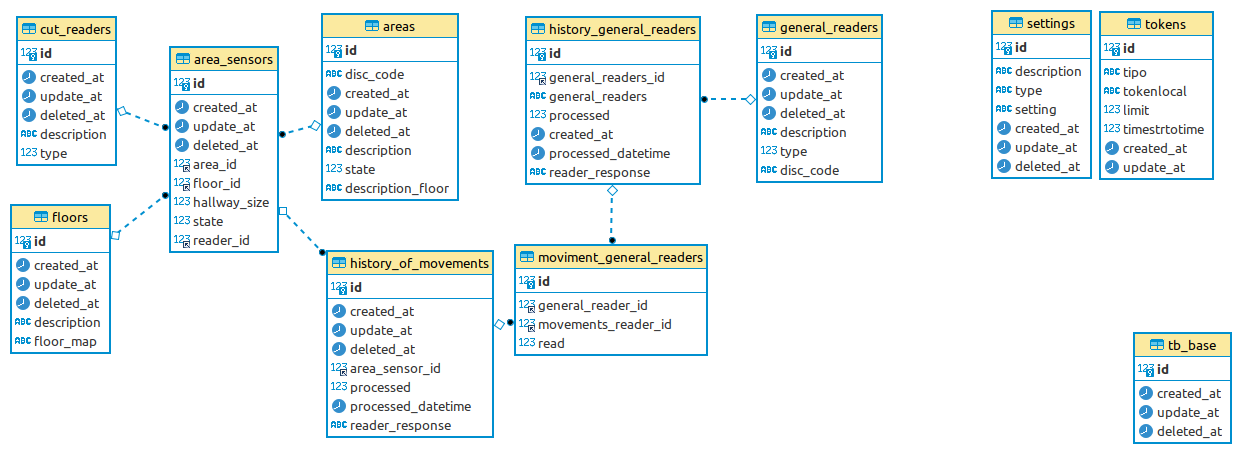 cut_readers
id
created_at
update_at
deleted_at
description
type
area_sensors
id
created_at
update_at
deleted_at
area_id
floor_id
hallway_size
state
reader_id
areas
id
disc_code
created_at
update_at
deleted_at
description
state
description_floor
history_general_readers
id
general_readers_id
general_readers
processed
created_at
processed_datetime
reader_response
general_readers
id
created_at
update_at
deleted_at
description
type
disc_code
settings
id
description
type
setting
created_at
update_at
deleted_at
tokens
id
tipo
tokenlocal
limit
timestrtotime
created_at
update_at
floors
id
created_at
update_at
deleted_at
description
floor_map
history_of_movements
id
created_at
update_at
deleted_at
area_sensor_id
processed
processed_datetime
reader_response
moviment_general_readers
id
general_reader_id
movements_reader_id
read
tb_base
id
created_at
update_at
deleted_at